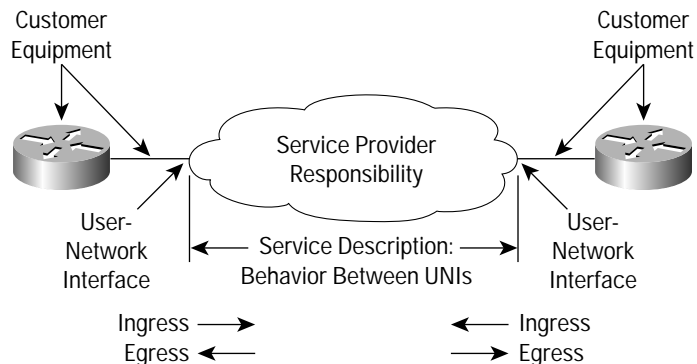 Customer
Equipment
Customer
Equipment
Service Provider
Responsibility
User-
Network
Interface
Service Description:
Behavior Between UNIs
User-
Network
Interface
Ingress
Egress
Ingress
Egress